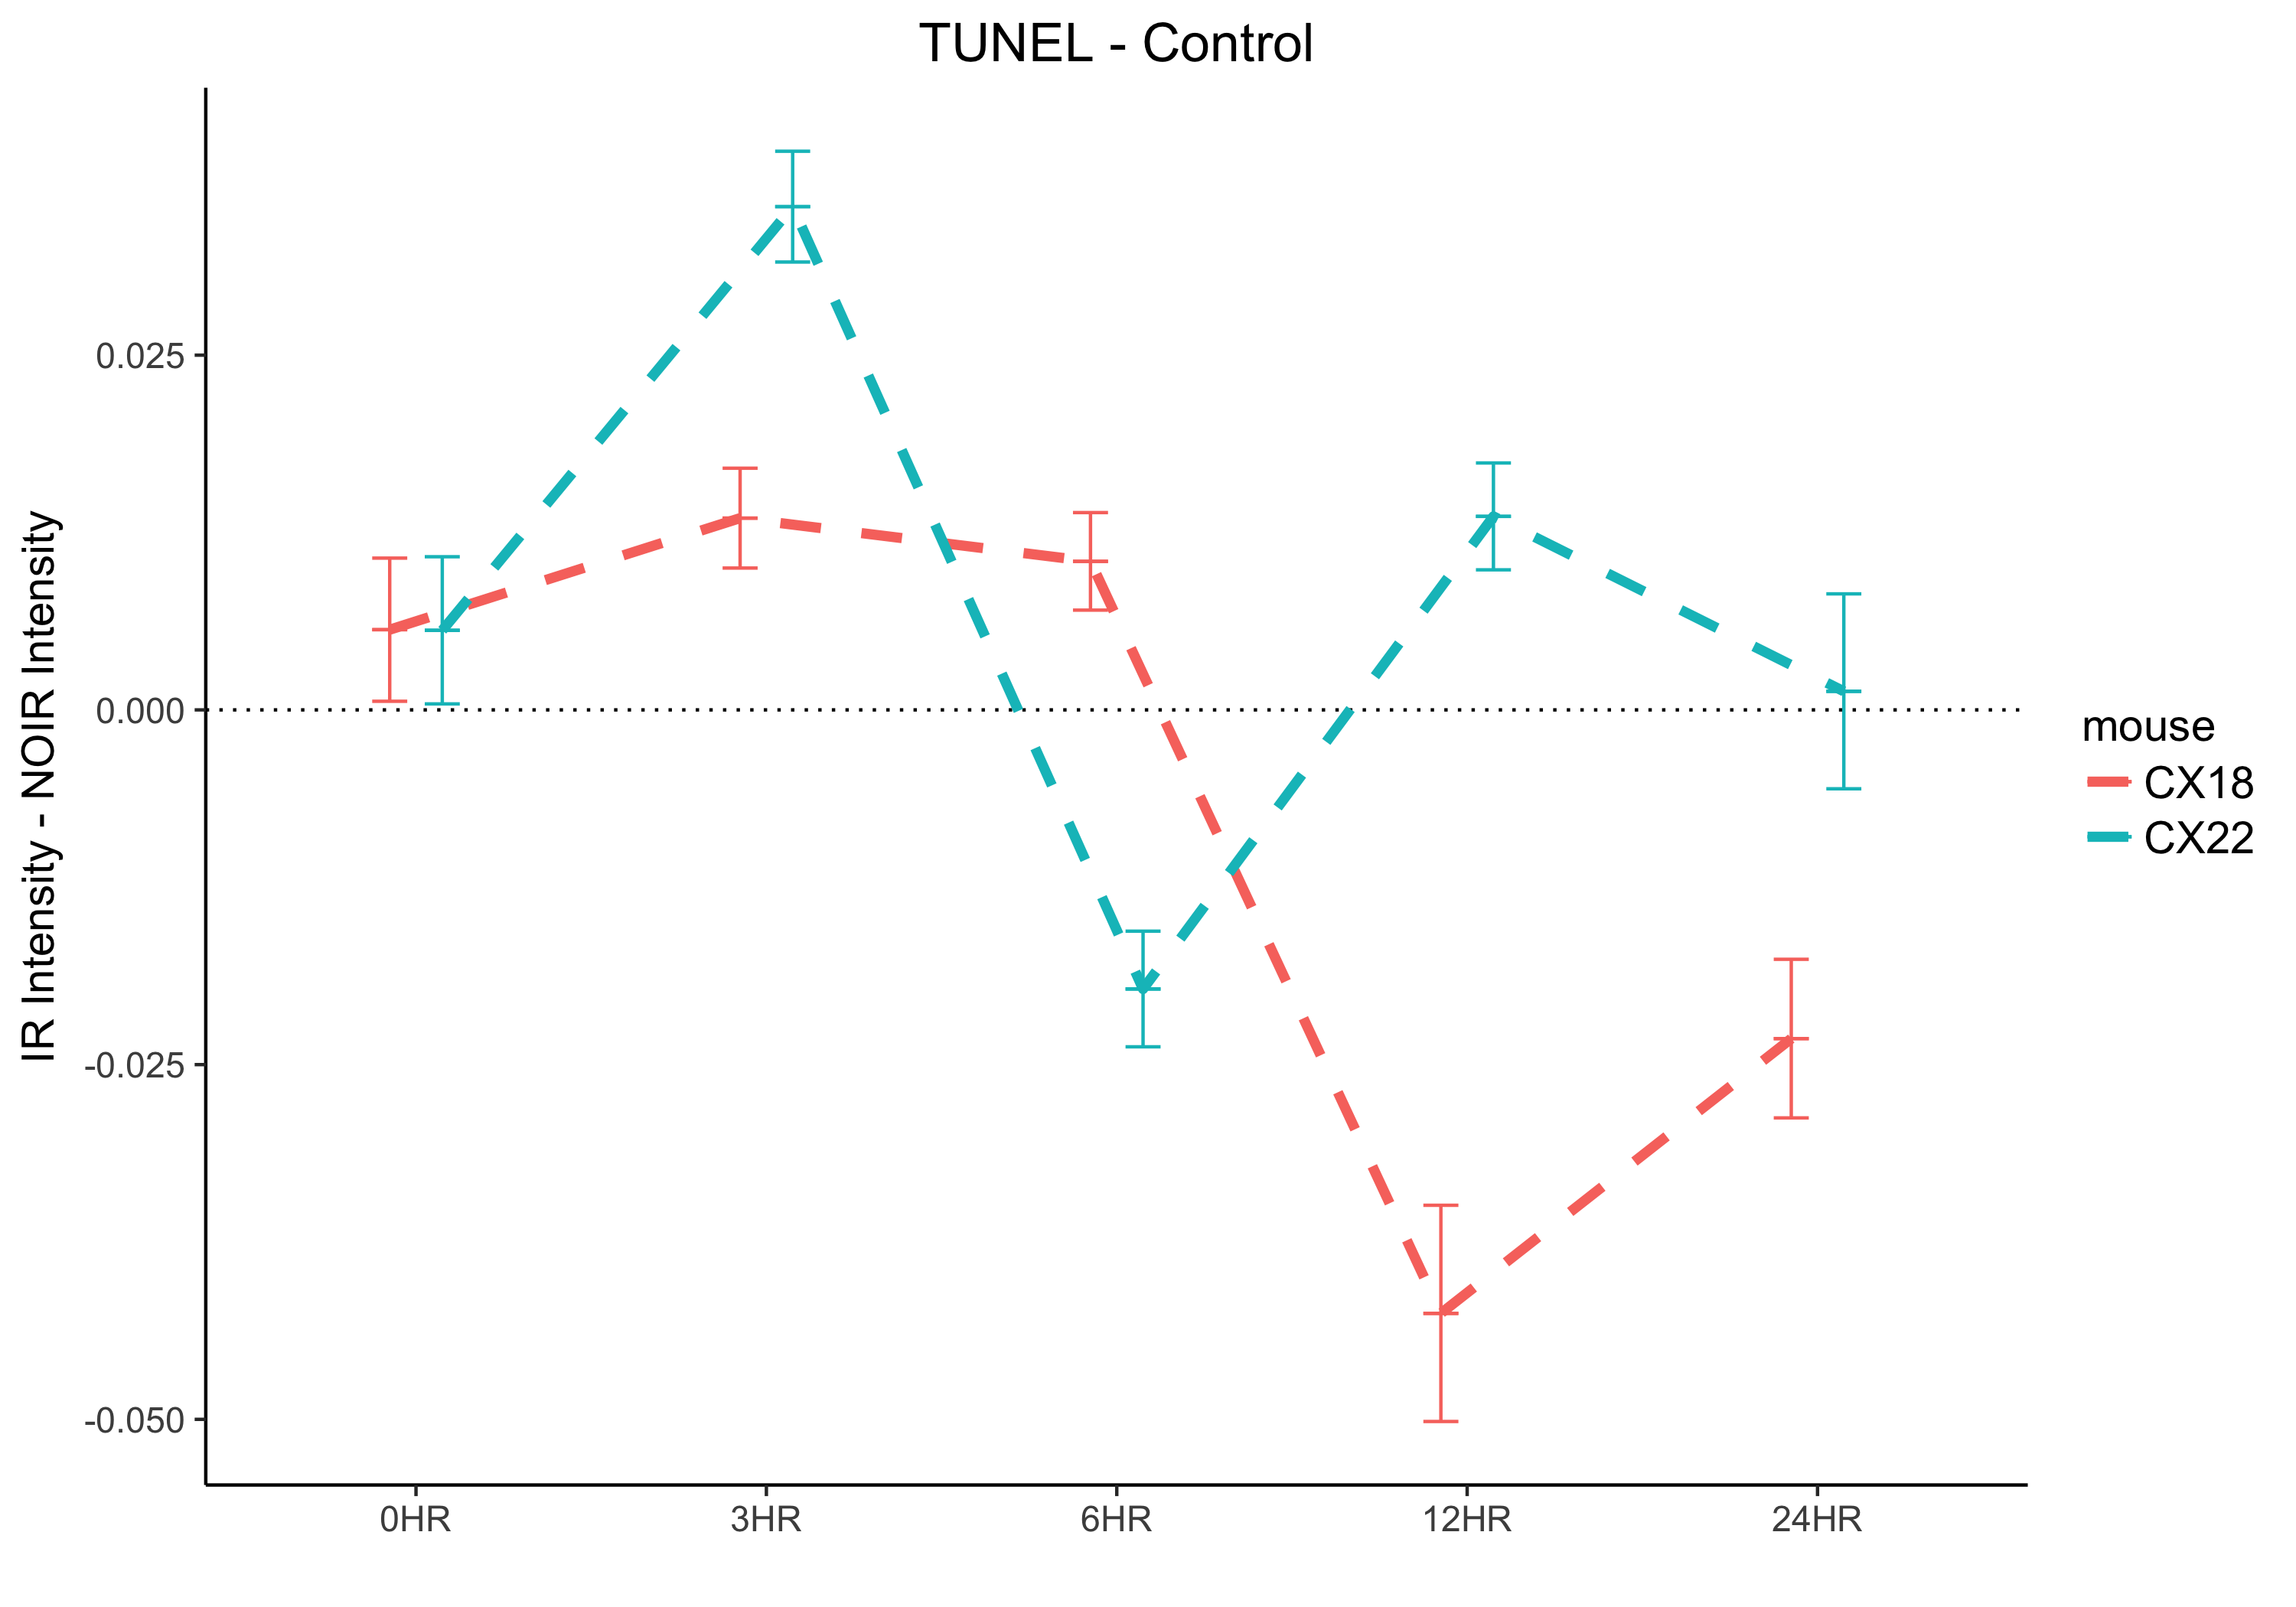 TUNEL - Control
IR Intensity - NOIR Intensity
0.025
0.000
-0.025
-0.050
0HR
3HR
6HR
12HR
24HR
mouse
CX18
CX22